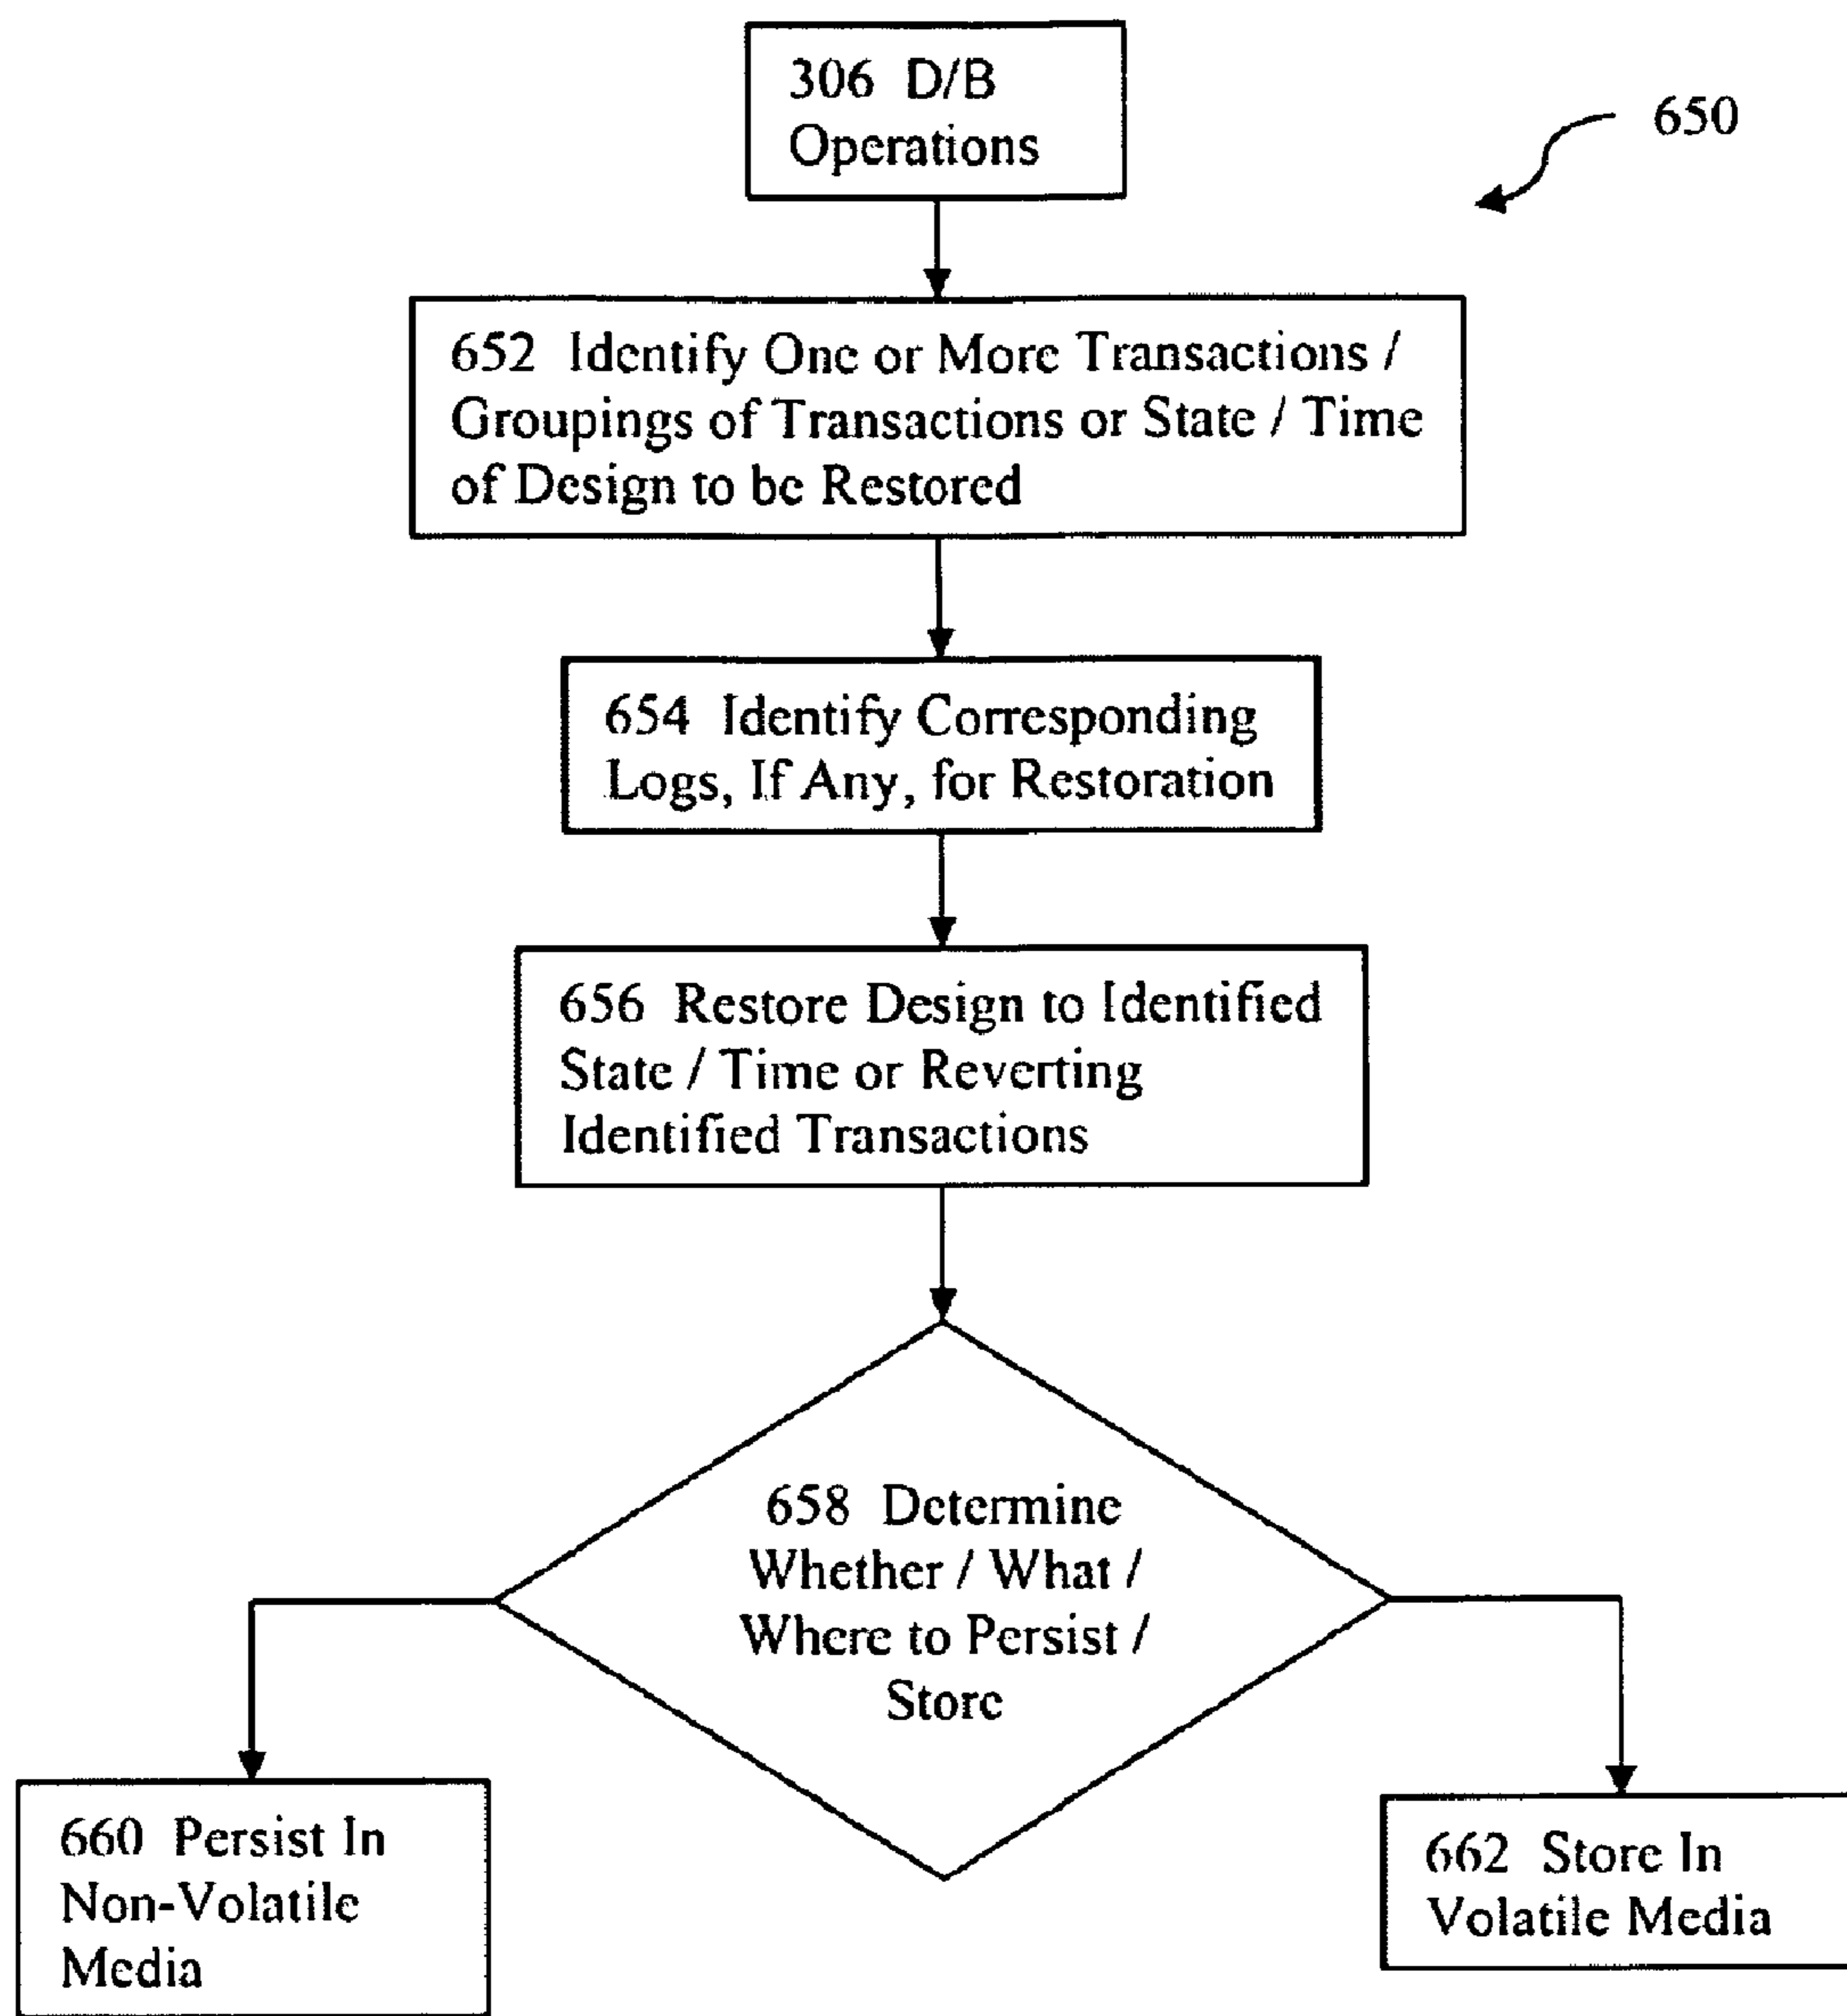 306 D/B
Operations
650
652 Identify One or More Transactions /
Groupings of Transactions or State / Time
of Design to be Restored
654 Identify Corresponding
Logs, If Any, for Restoration
656 Restore Design to Identified
State / Time or Reverting
Identified Transactions
658 Determine
Whether / What /
Where to Persist /
Store
660 Persist In
Non-Volatile
Media
662 Store In
Volatile Media